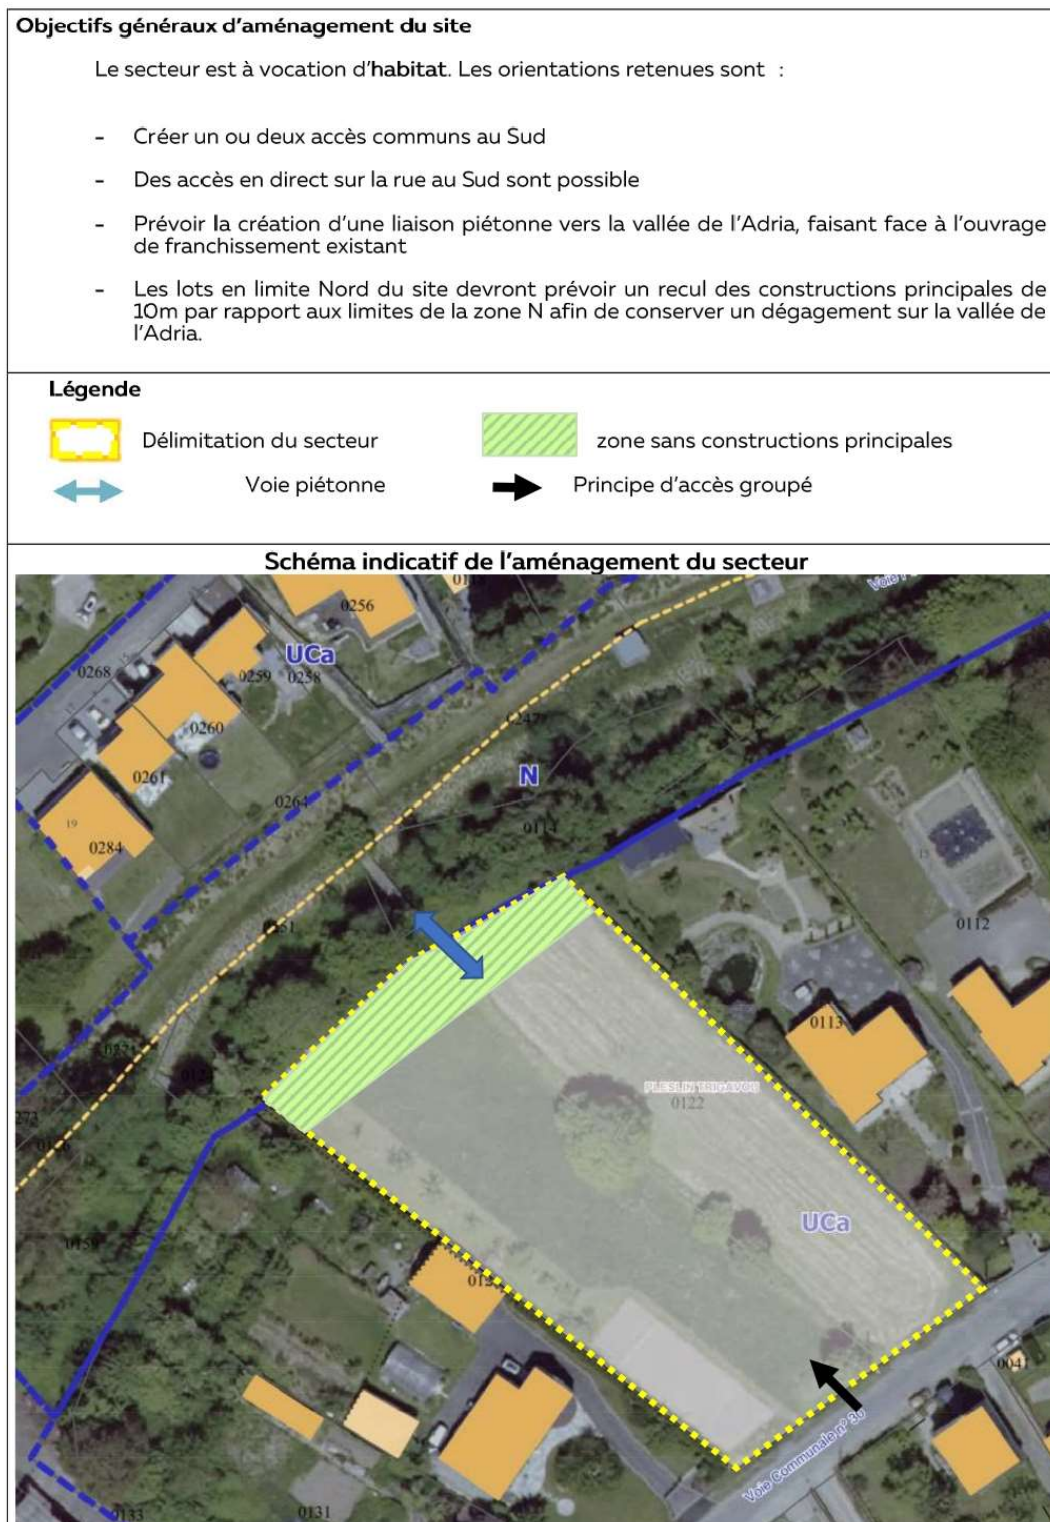 Objectifs généraux d'aménagement du site
Le secteur est à vocation d'habitat. Les orientations retenues sont :
- Créer un ou deux accès communs au Sud
- Des accès en direct sur la rue au Sud sont possible
- Prévoir la création d'une liaison piétonne vers la vallée de l'Adria, faisant face à l'ouvrage
de franchissement existant
- Les lots en limite Nord du site devront prévoir un recul des constructions principales de
10m par rapport aux limites de la zone N afin de conserver un dégagement sur la vallée de
l'Adria.
Légende
Délimitation du secteur
zone sans constructions principales
Voie piétonne
Principe d'accès groupé
Schéma indicatif de l'aménagement du secteur
0256
UCa
0268
0259
0258
0260
0261
0264
N
0114
19
0284
0112
0113
PLESLIN TRIGAVOU
0122
UCa
0041
Voie Communale n° 30
0133
0131